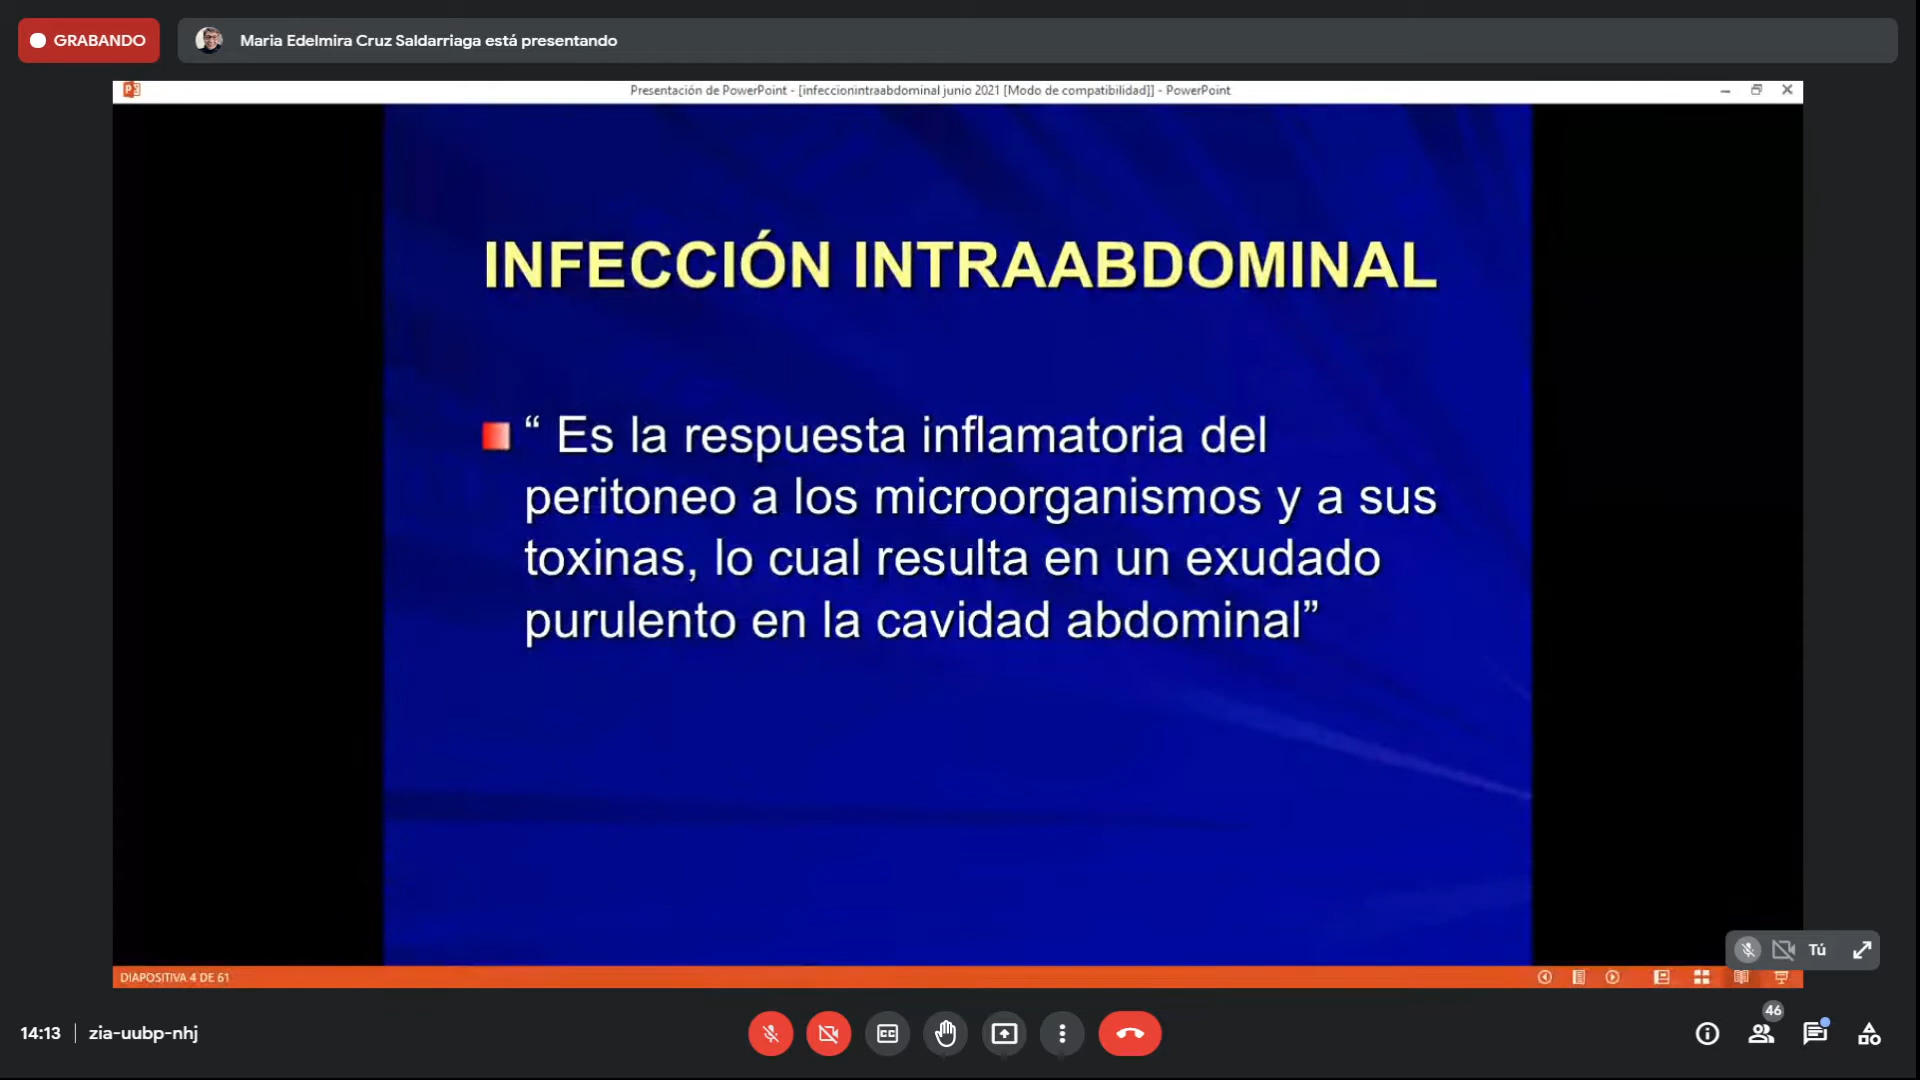 GRABANDO
Maria Edelmira Cruz Saldarriaga está presentando
Presentación de PowerPoint - [infeccionintraabdominal junio 2021 [Modo de compatibilidad]] - PowerPoint
INFECCIÓN INTRAABDOMINAL
“ Es la respuesta inflamatoria del
peritoneo a los microorganismos y a sus
toxinas, lo cual resulta en un exudado
purulento en la cavidad abdominal”
Tú
DIAPOSITIVA 4 DE 61
46
14:13
zia-uubp-nhj
CC